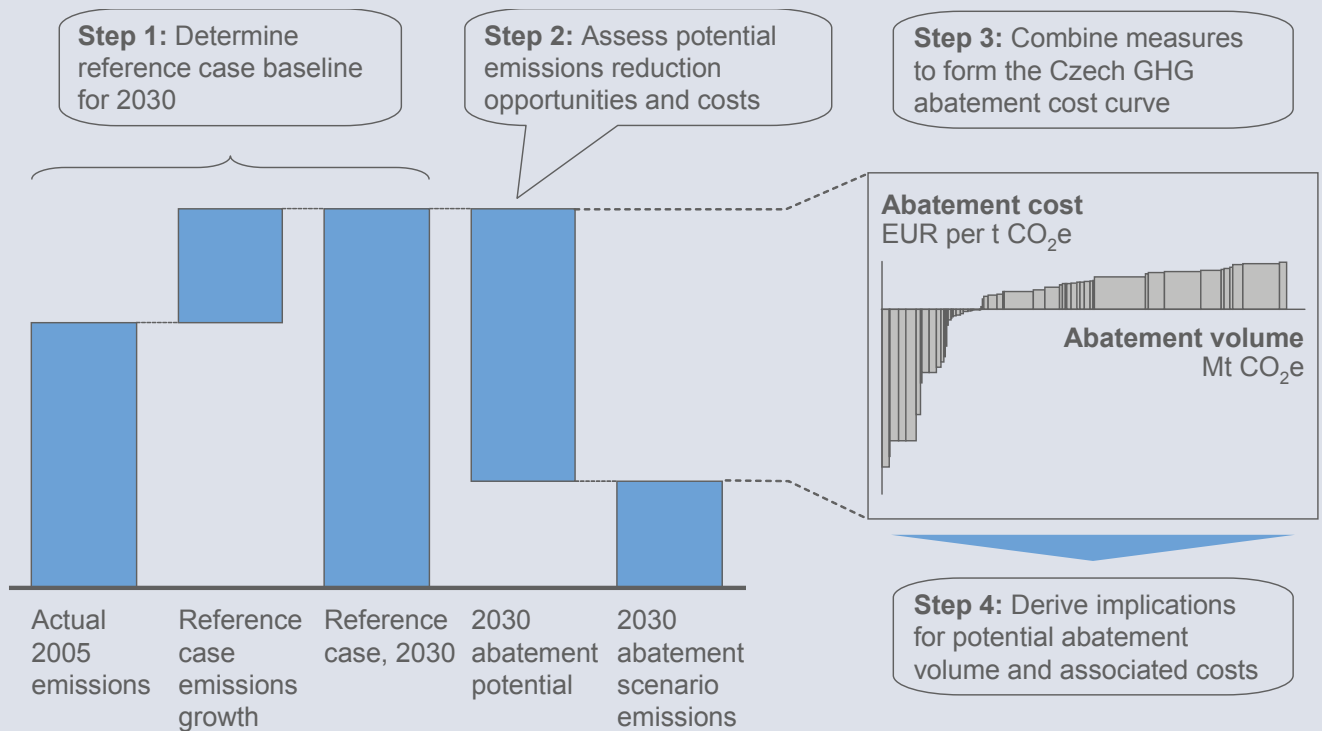 Step 1: Determine
reference case baseline
for 2030
Step 2: Assess potential
emissions reduction
opportunities and costs
Step 3: Combine measures
to form the Czech GHG
abatement cost curve
Abatement cost
EUR per t CO₂e
Abatement volume
Mt CO₂e
Actual
2005
emissions
Reference
case
emissions
growth
Reference
case, 2030
2030
abatement
potential
2030
abatement
scenario
emissions
Step 4: Derive implications
for potential abatement
volume and associated costs